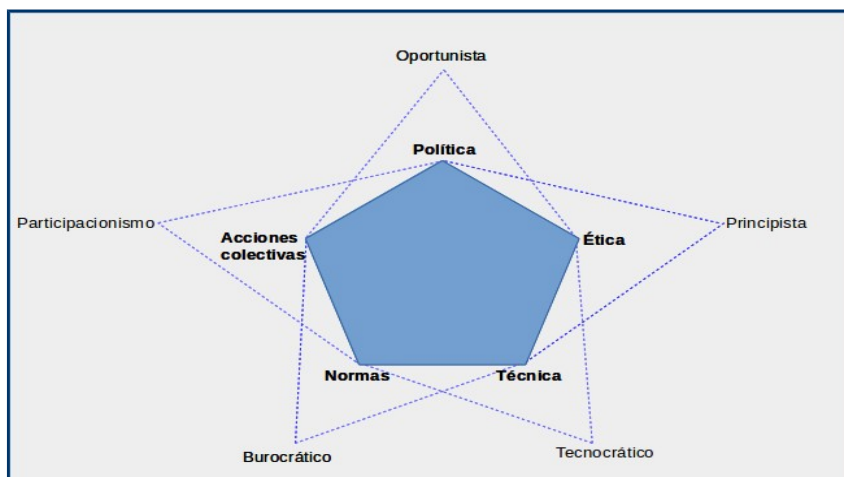 Oportunista
Política
Participacionismo
Principista
Acciones
colectivas
Ética
Normas
Técnica
Burocrático
Tecnocrático